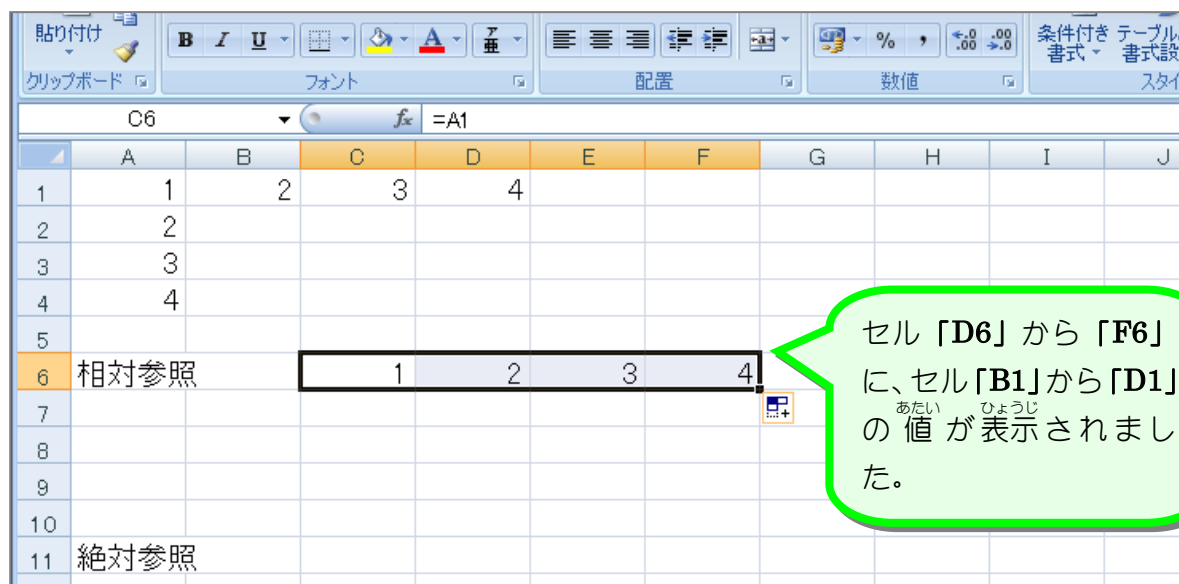 貼り付け
B I U A ア 亜 % , .00 .0
条件付き テーブル
書式 書式設
クリップボード フォント 配置 数値 スタイ
C6 fx =A1
A B C D E F G H I J
1 1 2 3 4
2 2
3 3
4 4
5
6 相対参照 1 2 3 4
7
8
9
10
11 絶対参照
セル「D6」から「F6」
に、セル「B1」から「D1」
あたい ひょうじ
の値が表示されまし
た。